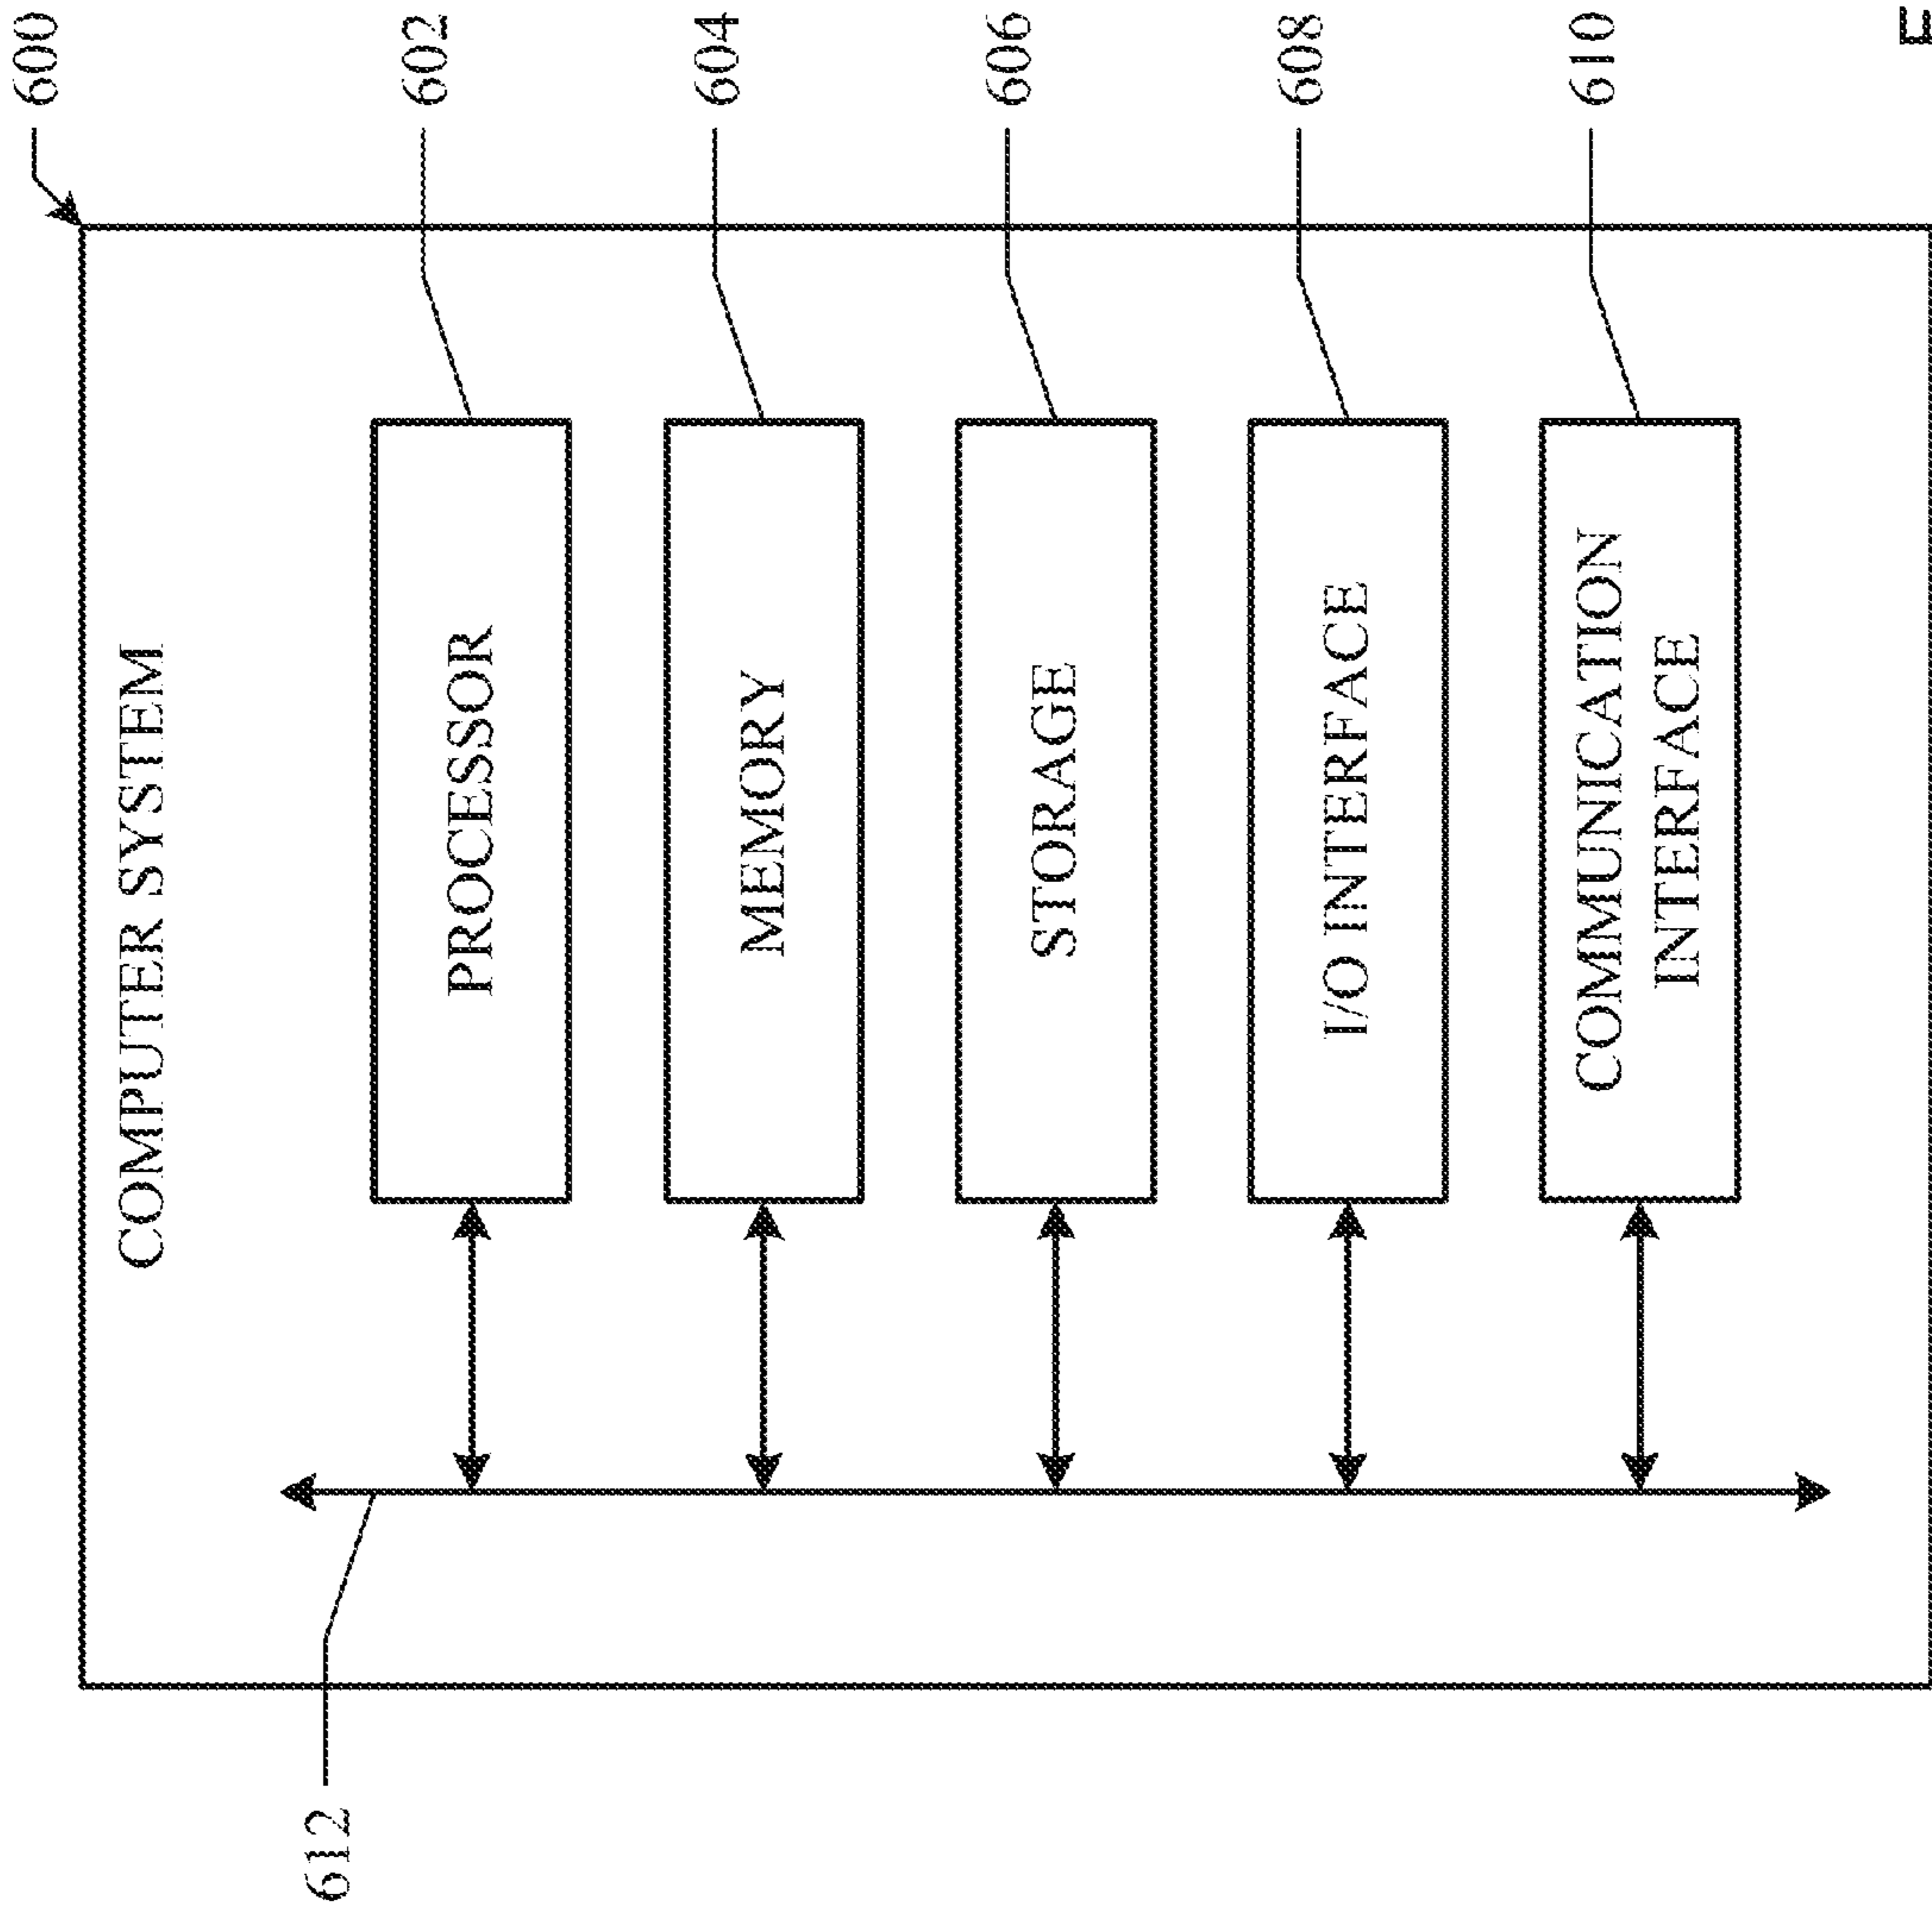 600
COMPUTER SYSTEM
612
PROCESSOR
602
MEMORY
604
STORAGE
606
I/O INTERFACE
608
COMMUNICATION
INTERFACE
610